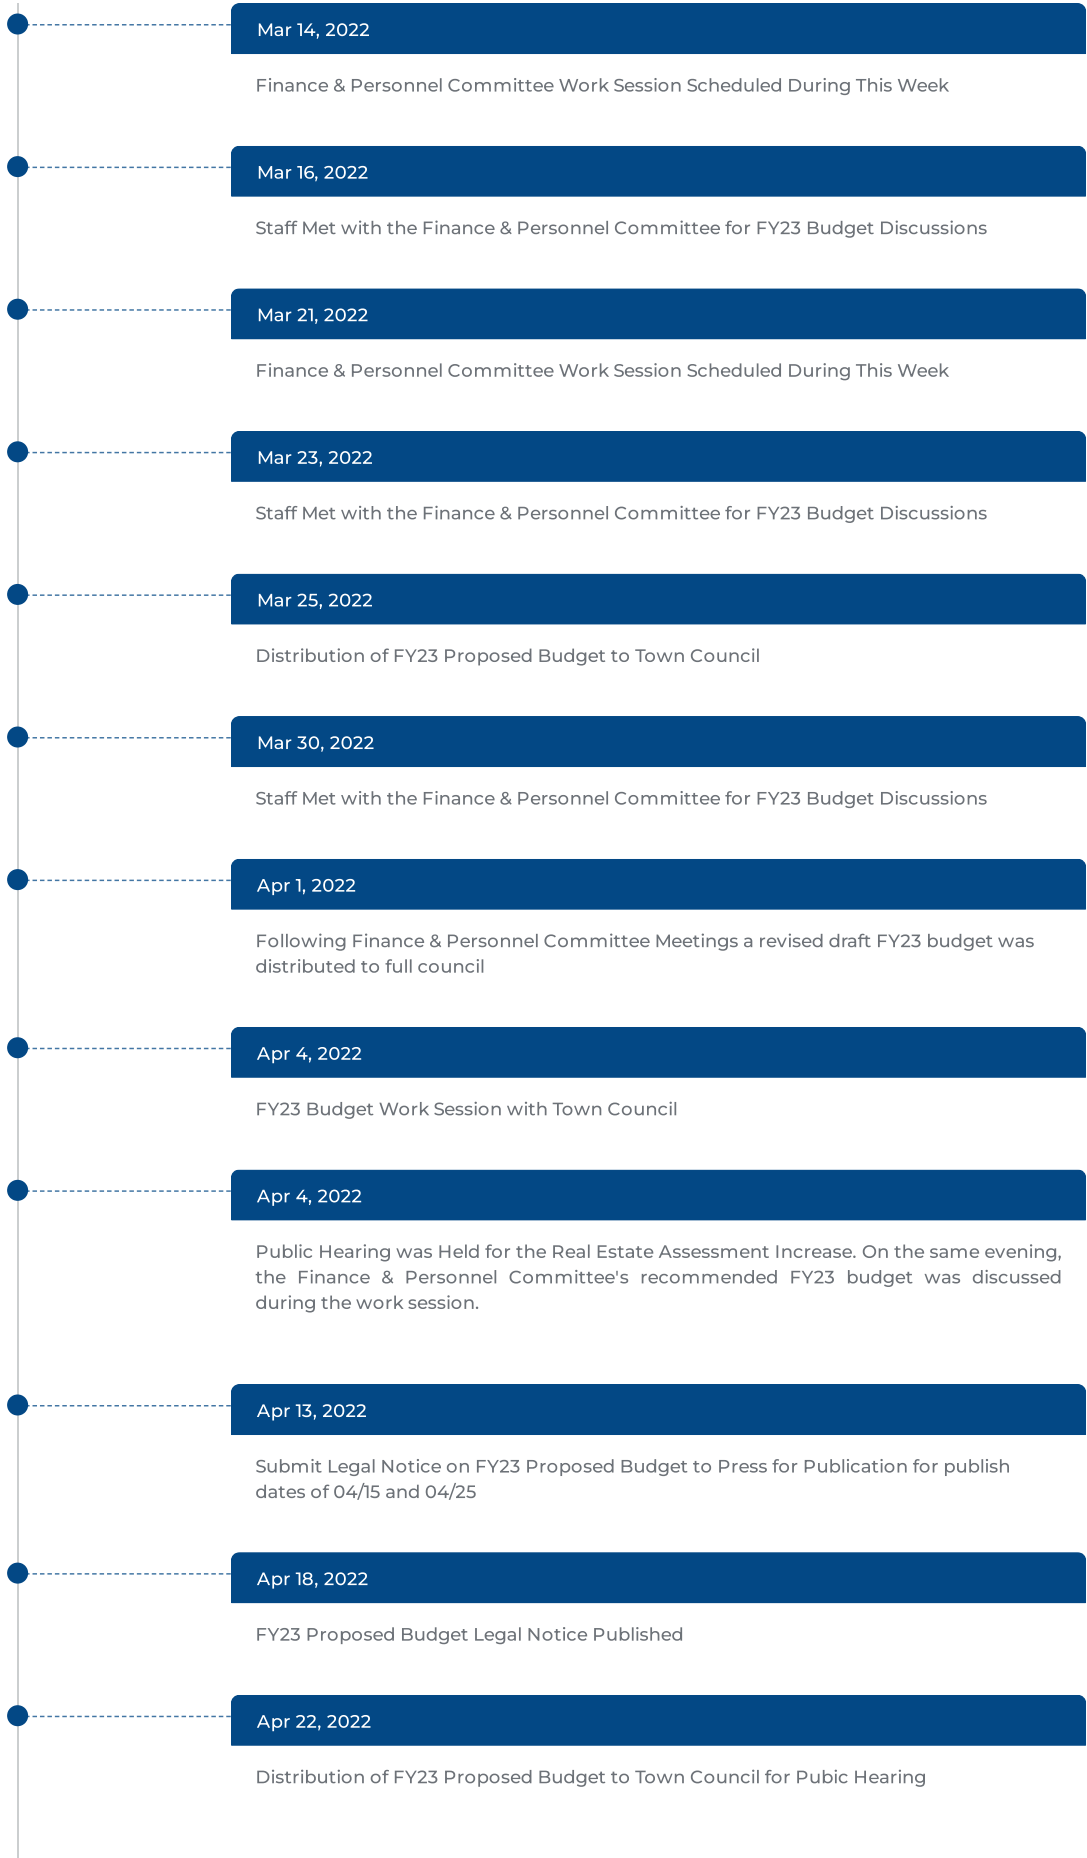 Mar 14, 2022
Finance & Personnel Committee Work Session Scheduled During This Week
Mar 16, 2022
Staff Met with the Finance & Personnel Committee for FY23 Budget Discussions
Mar 21, 2022
Finance & Personnel Committee Work Session Scheduled During This Week
Mar 23, 2022
Staff Met with the Finance & Personnel Committee for FY23 Budget Discussions
Mar 25, 2022
Distribution of FY23 Proposed Budget to Town Council
Mar 30, 2022
Staff Met with the Finance & Personnel Committee for FY23 Budget Discussions
Apr 1, 2022
Following Finance & Personnel Committee Meetings a revised draft FY23 budget was
distributed to full council
Apr 4, 2022
FY23 Budget Work Session with Town Council
Apr 4, 2022
Public Hearing was Held for the Real Estate Assessment Increase. On the same evening,
the Finance & Personnel Committee's recommended FY23 budget was discussed
during the work session.
Apr 13, 2022
Submit Legal Notice on FY23 Proposed Budget to Press for Publication for publish
dates of 04/15 and 04/25
Apr 18, 2022
FY23 Proposed Budget Legal Notice Published
Apr 22, 2022
Distribution of FY23 Proposed Budget to Town Council for Pubic Hearing